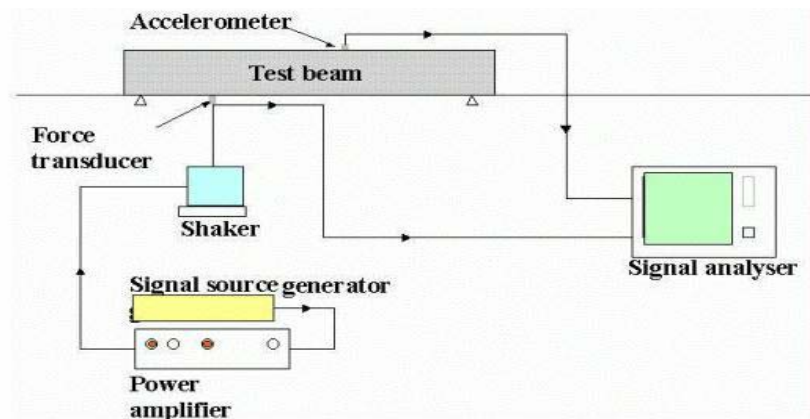 Accelerometer
Test beam
Force
transducer
Shaker
Signal analyser
Signal source generator
Power
amplifier